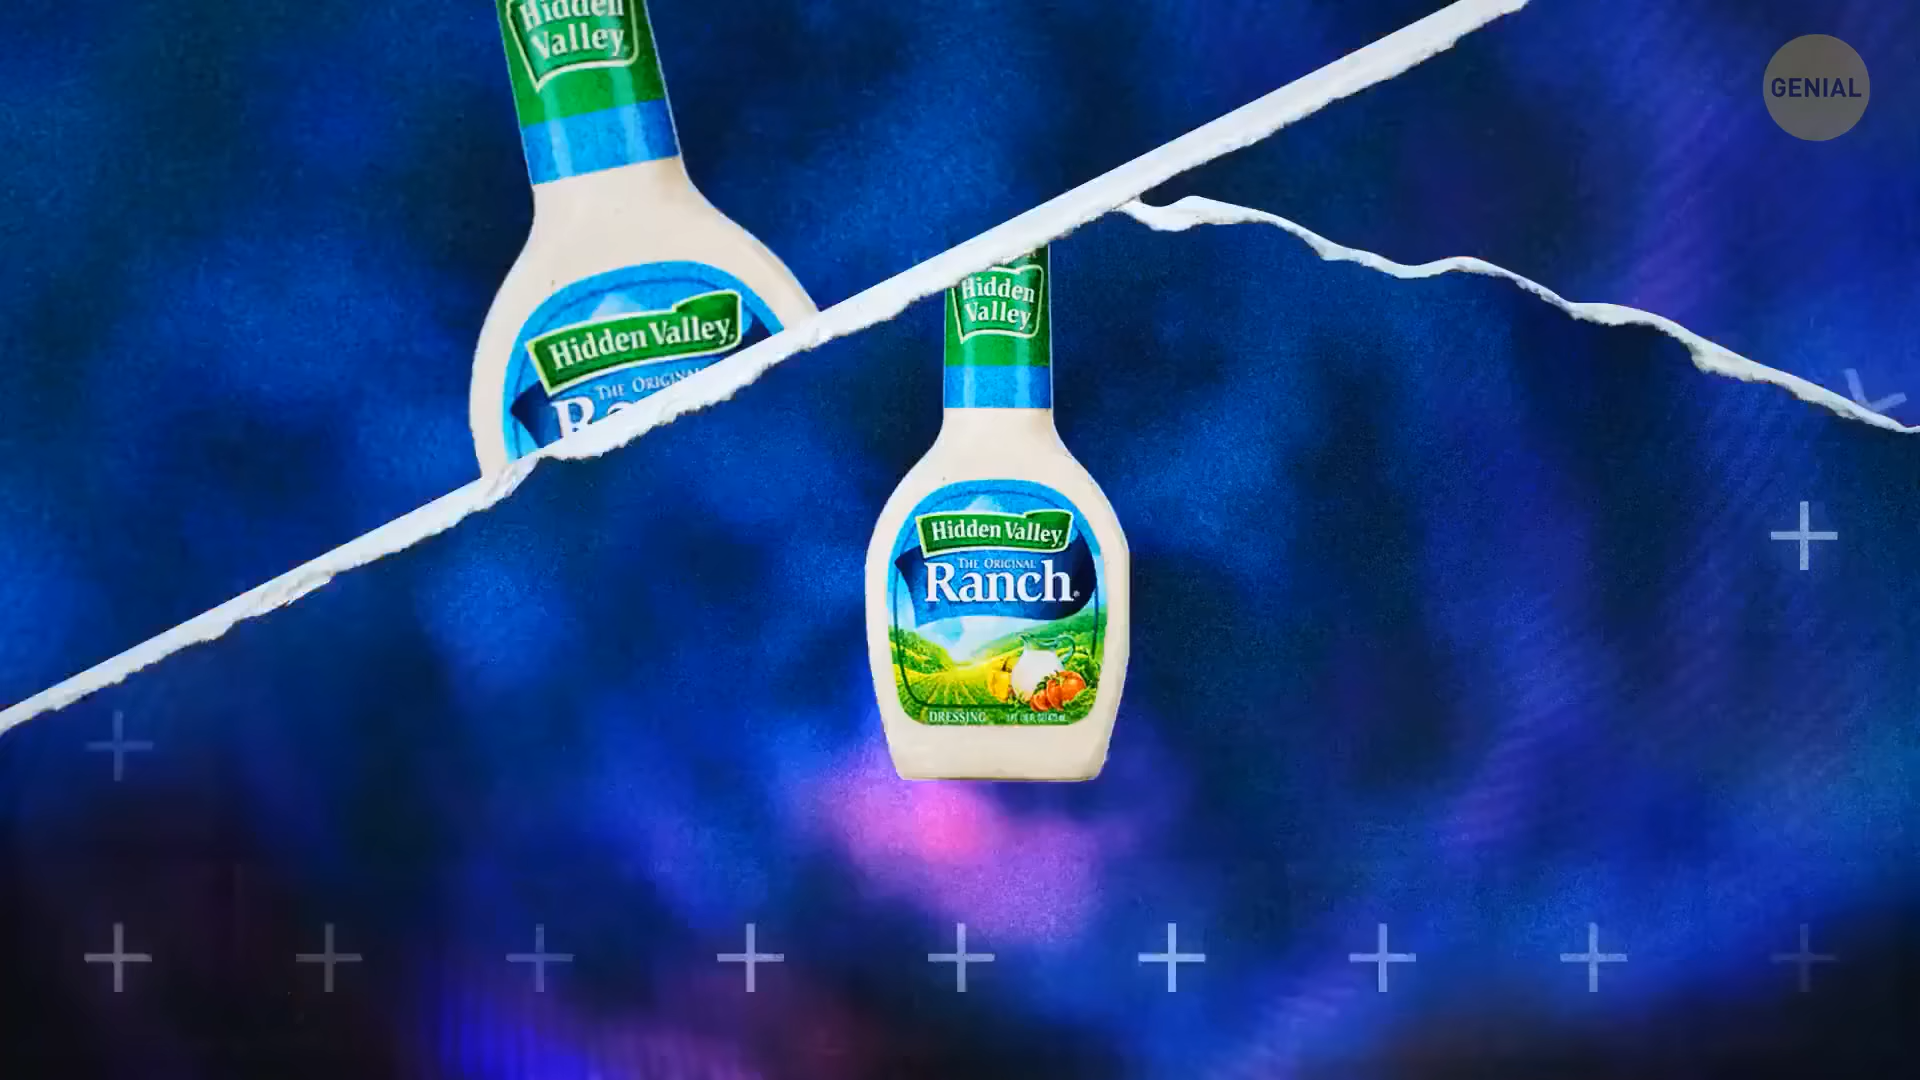 Hidden
Valley
Hidden Valley
THE ORIGINAL
GENIAL
Hidden
Valley
Hidden Valley
THE ORIGINAL
Ranch
DRESSING